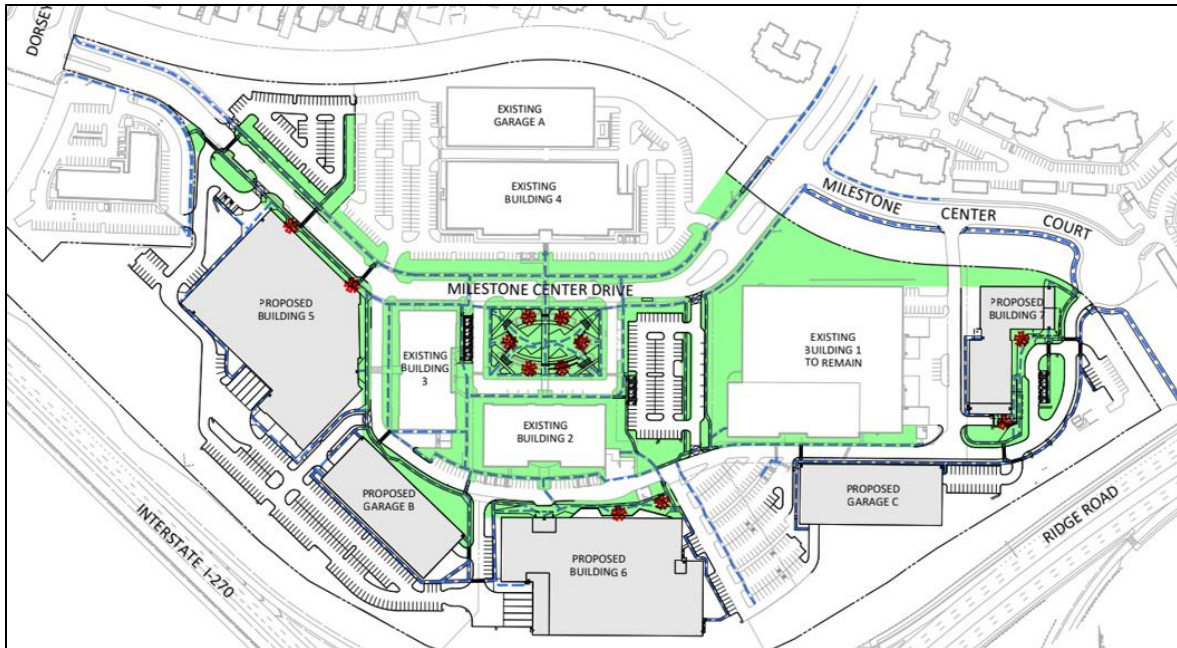 DORSEY
EXISTING
GARAGE A
EXISTING
BUILDING 4
MILESTONE CENTER COURT
MILESTONE CENTER DRIVE
PROPOSED
BUILDING 5
EXISTING
BUILDING
3
EXISTING
BUILDING 2
EXISTING
BUILDING 1
TO REMAIN
PROPOSED
BUILDING 7
PROPOSED
GARAGE B
PROPOSED
GARAGE C
PROPOSED
BUILDING 6
INTERSTATE I-270
RIDGE ROAD